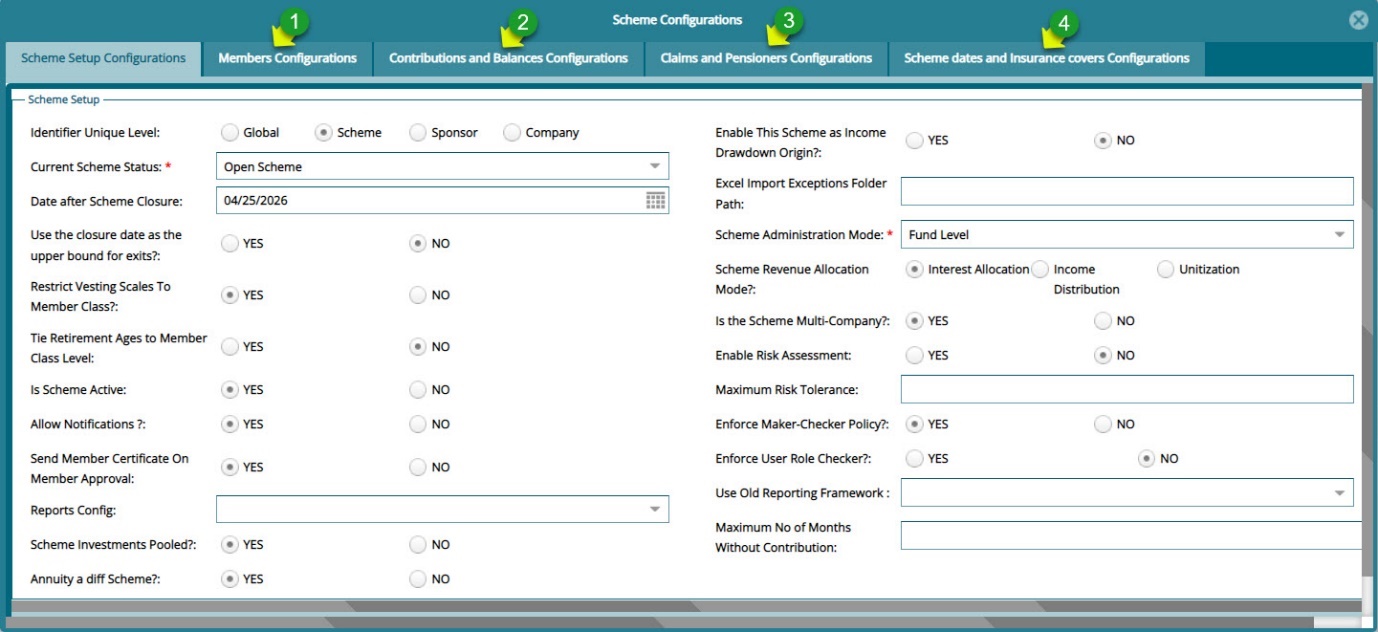 Scheme Configurations
1
2
3
4
Scheme Setup Configurations
Members Configurations
Contributions and Balances Configurations
Claims and Pensioners Configurations
Scheme dates and Insurance covers Configurations
Scheme Setup
Identifier Unique Level:
Global
Scheme
Sponsor
Company
Current Scheme Status: *
Open Scheme
Date after Scheme Closure:
04/25/2026
Use the closure date as the
upper bound for exits?:
YES
NO
Restrict Vesting Scales To
Member Class?:
YES
NO
Tie Retirement Ages to Member
Class Level:
YES
NO
Is Scheme Active:
YES
NO
Allow Notifications ?:
YES
NO
Send Member Certificate On
Member Approval:
YES
NO
Reports Config:
Scheme Investments Pooled?:
YES
NO
Annuity a diff Scheme?:
YES
NO
Enable This Scheme as Income
Drawdown Origin?:
YES
NO
Excel Import Exceptions Folder
Path:
Scheme Administration Mode: *
Fund Level
Scheme Revenue Allocation
Mode?:
Interest Allocation
Income
Distribution
Unitization
Is the Scheme Multi-Company?:
YES
NO
Enable Risk Assessment:
YES
NO
Maximum Risk Tolerance:
Enforce Maker-Checker Policy?:
YES
NO
Enforce User Role Checker?:
YES
NO
Use Old Reporting Framework :
Maximum No of Months
Without Contribution: